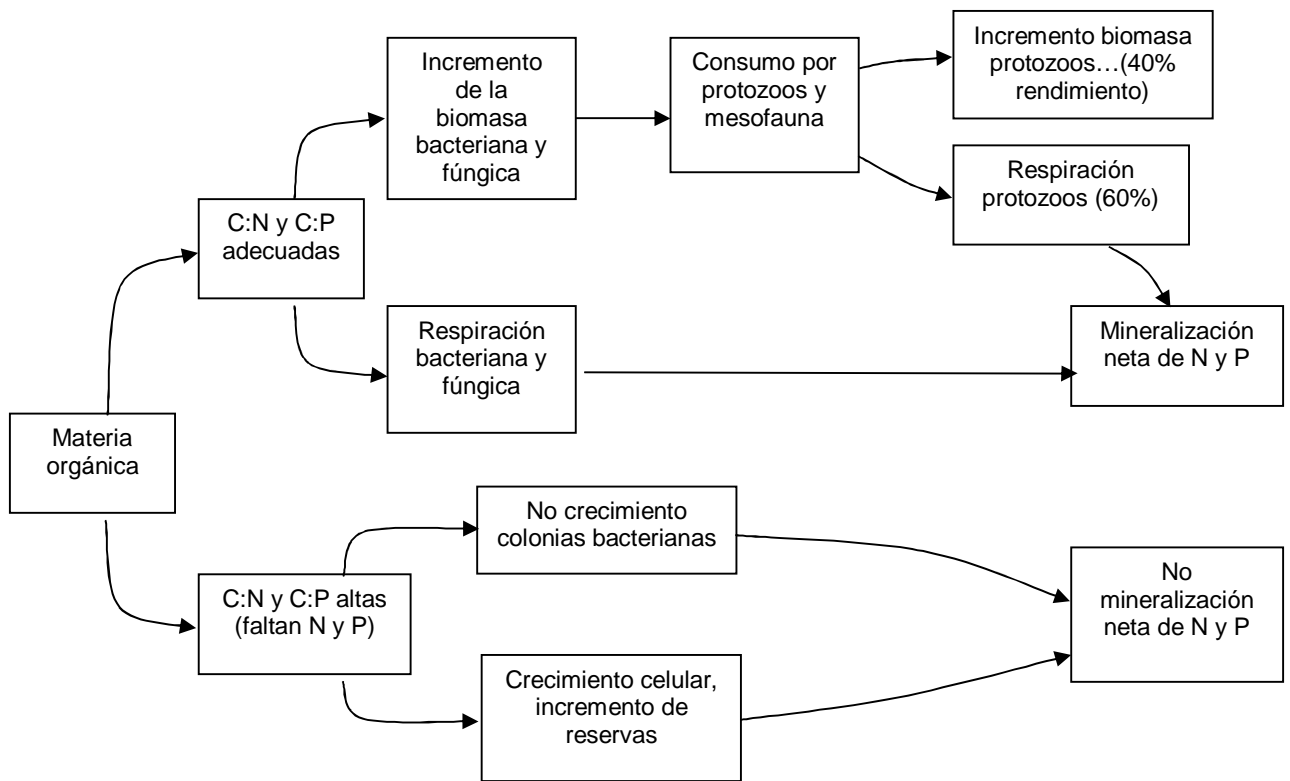 Materia
orgánica
C:N y C:P
adecuadas
Incremento
de la
biomasa
bacteriana y
fúngica
Consumo por
protozoos y
mesofauna
Incremento biomasa
protozoos…(40%
rendimiento)
Respiración
protozoos (60%)
Respiración
bacteriana y
fúngica
Mineralización
neta de N y P
C:N y C:P altas
(faltan N y P)
No crecimiento
colonias bacterianas
Crecimiento celular,
incremento de
reservas
No
mineralización
neta de N y P